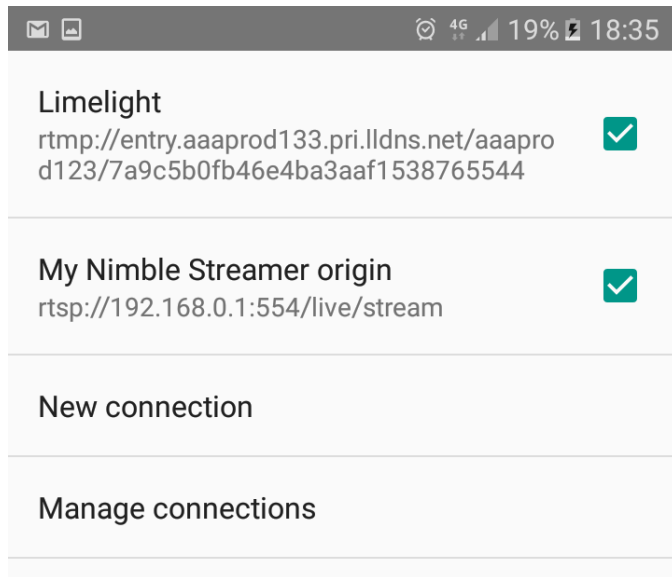 4G 19% 18:35
Limelight
rtmp://entry.aaaprod133.pri.lldns.net/aaapro
d123/7a9c5b0fb46e4ba3aaf1538765544
My Nimble Streamer origin
rtsp://192.168.0.1:554/live/stream
New connection
Manage connections